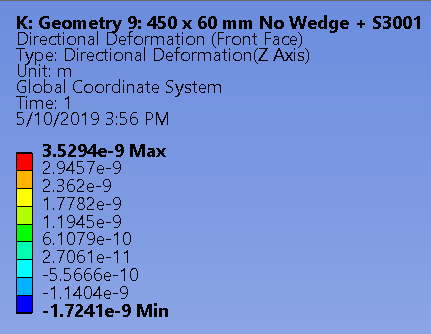 K: Geometry 9: 450 x 60 mm No Wedge + S3001
Directional Deformation (Front Face)
Type: Directional Deformation(Z Axis)
Unit: m
Global Coordinate System
Time: 1
5/10/2019 3:56 PM
3.5294e-9 Max
2.9457e-9
2.362e-9
1.7782e-9
1.1945e-9
6.1079e-10
2.7061e-11
-5.5666e-10
-1.1404e-9
-1.7241e-9 Min